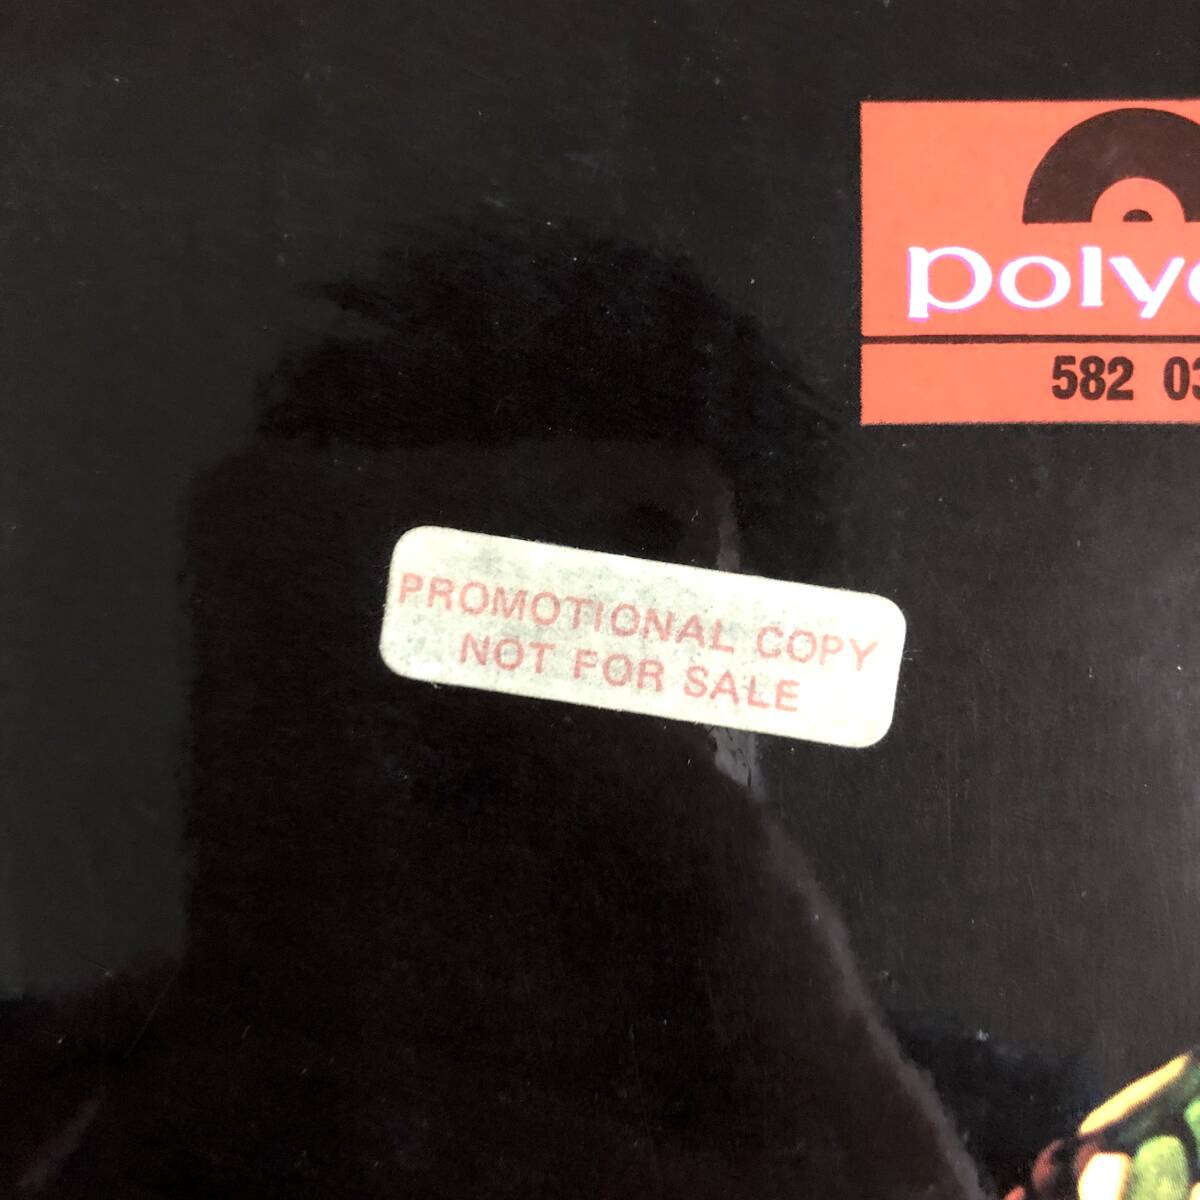 polyd
582 03
PROMOTIONAL COPY
NOT FOR SALE